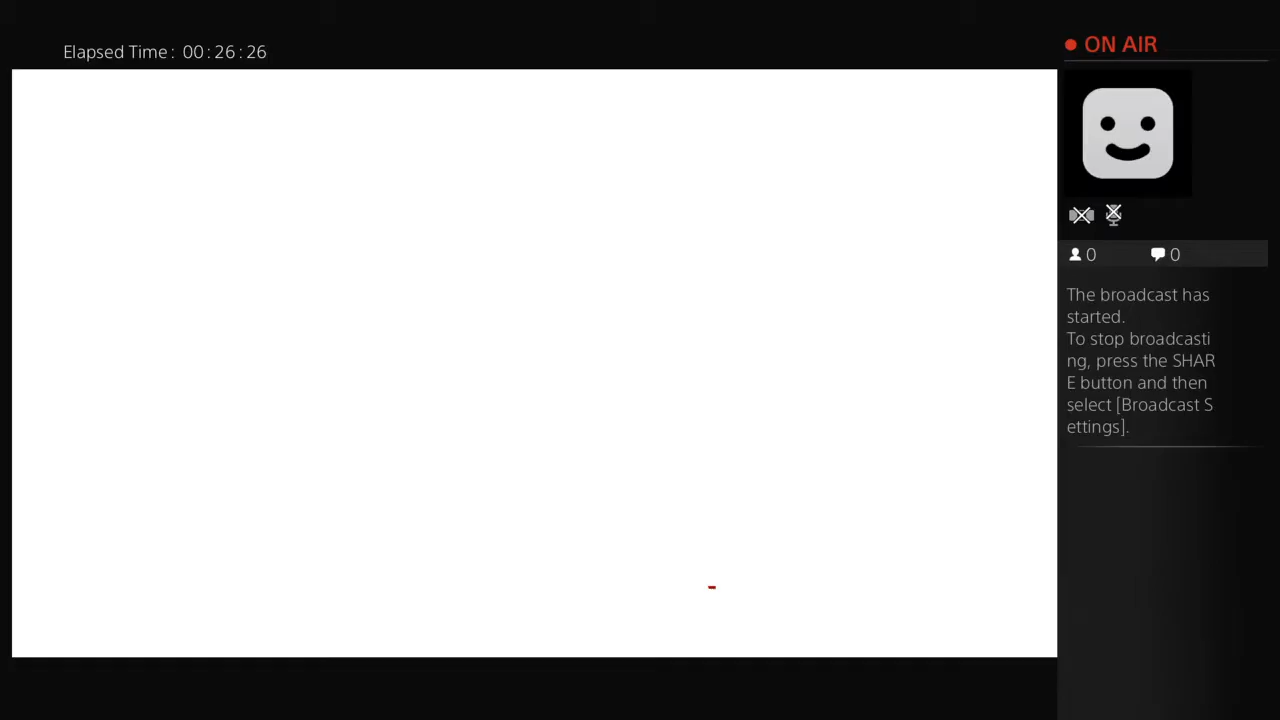 Elapsed Time: 00:26:26
ON AIR
0 0
The broadcast has
started.
To stop broadcasti
ng, press the SHAR
E button and then
select [Broadcast S
ettings].